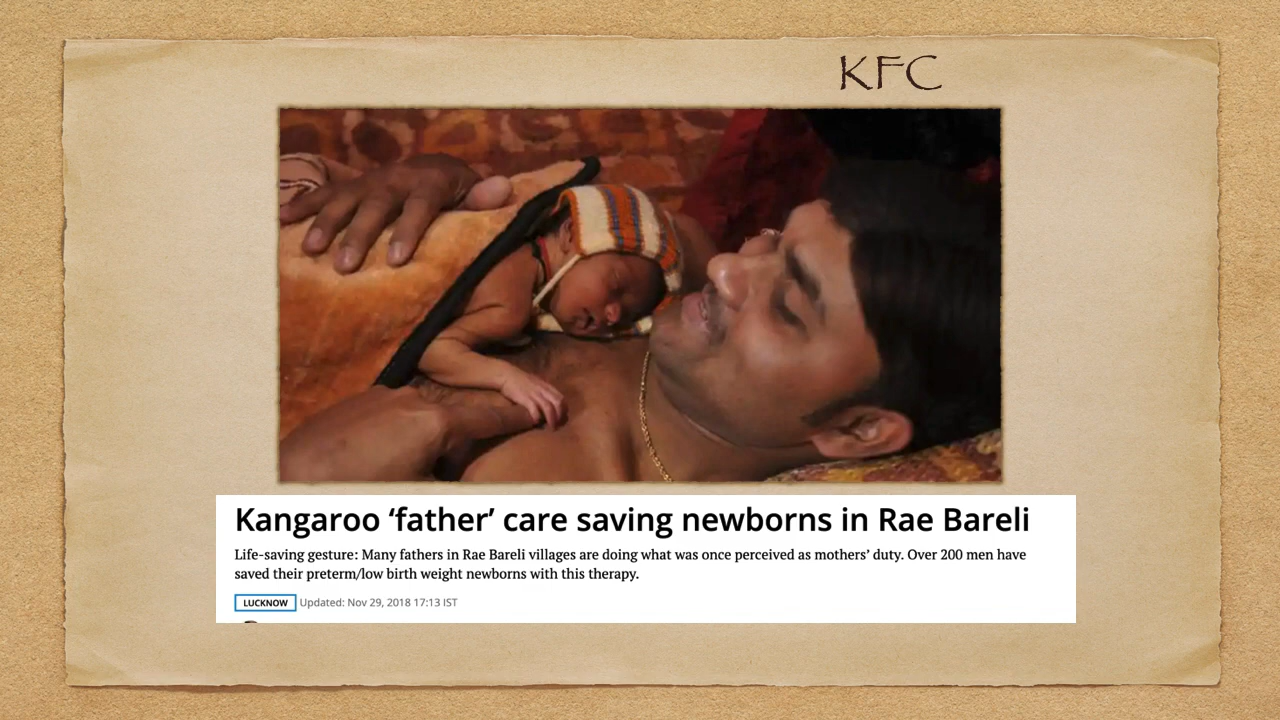 KFC
Kangaroo ‘father’ care saving newborns in Rae Bareli
Life-saving gesture: Many fathers in Rae Bareli villages are doing what was once perceived as mothers’ duty. Over 200 men have
saved their preterm/low birth weight newborns with this therapy.
LUCKNOW Updated: Nov 29, 2018 17:13 IST